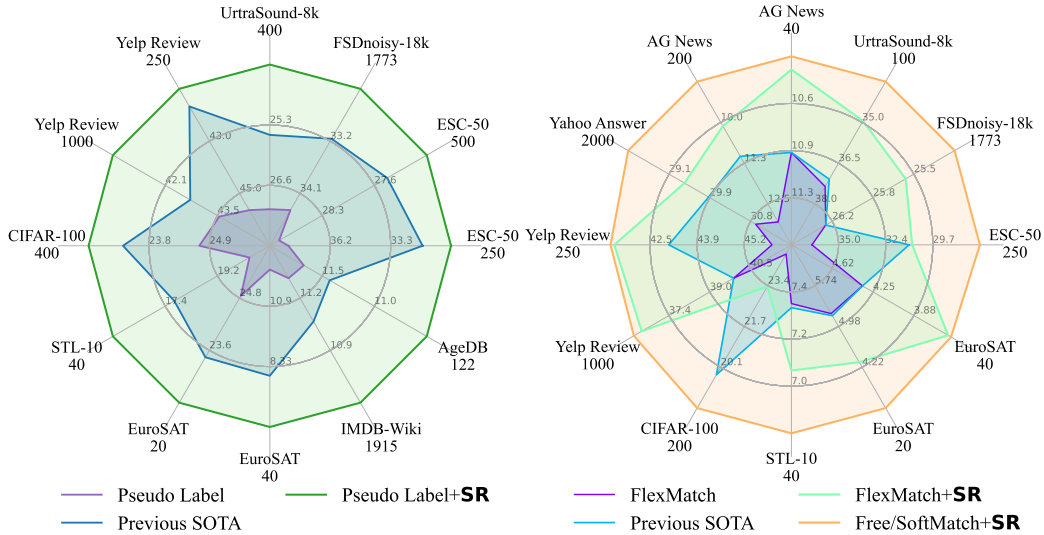 UrtraSound-8k
400
FSDnoisy-18k
1773
ESC-50
500
ESC-50
250
AgeDB
122
IMDB-Wiki
1915
EuroSAT
40
EuroSAT
20
STL-10
40
CIFAR-100
400
Yelp Review
1000
Yelp Review
250
25.3
26.6
33.2
34.1
27.6
28.3
33.3
36.2
11.0
11.5
10.9
11.2
8.33
10.9
23.6
24.8
17.4
19.2
23.8
24.9
42.1
43.5
43.0
45.0
Pseudo Label
Previous SOTA
Pseudo Label+SR
AG News
40
UrtraSound-8k
100
FSDnoisy-18k
1773
ESC-50
250
EuroSAT
40
EuroSAT
20
STL-10
40
CIFAR-100
200
Yelp Review
1000
Yelp Review
250
Yahoo Answer
2000
AG News
200
10.6
10.9
11.3
35.0
36.5
38.0
25.8
26.2
29.7
32.4
35.0
3.88
4.25
4.62
4.22
4.98
5.74
7.0
7.2
7.4
20.1
21.7
23.4
37.4
39.0
40.5
42.5
43.9
45.2
29.1
29.9
30.8
10.0
11.3
12.5
FlexMatch
Previous SOTA
FlexMatch+SR
Free/SoftMatch+SR